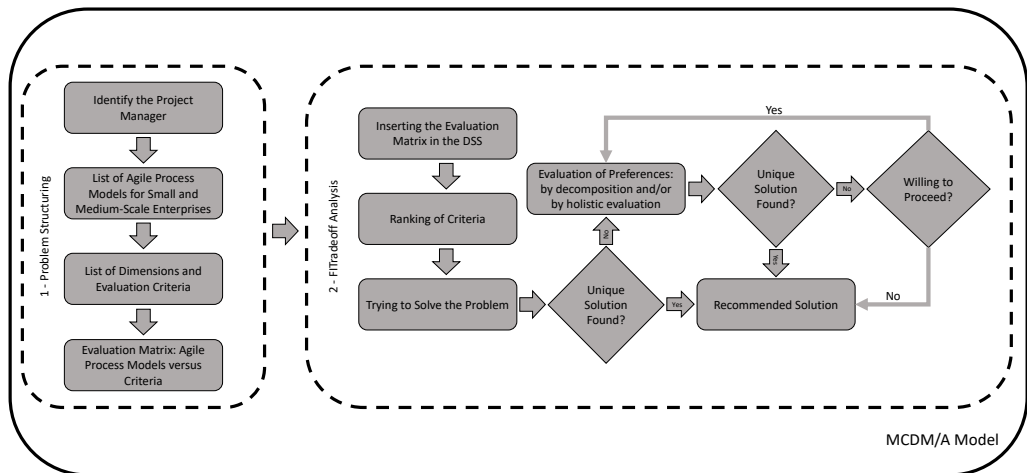 1 - Problem Structuring
Identify the Project
Manager
List of Agile Process
Models for Small and
Medium-Scale Enterprises
List of Dimensions and
Evaluation Criteria
Evaluation Matrix: Agile
Process Models versus
Criteria
2 - FITradeoff Analysis
Inserting the Evaluation
Matrix in the DSS
Ranking of Criteria
Trying to Solve the Problem
Unique
Solution
Found?
No
Yes
Evaluation of Preferences:
by decomposition and/or
by holistic evaluation
Unique
Solution
Found?
No
Yes
Willing to
Proceed?
Yes
No
Recommended Solution
MCDM/A Model